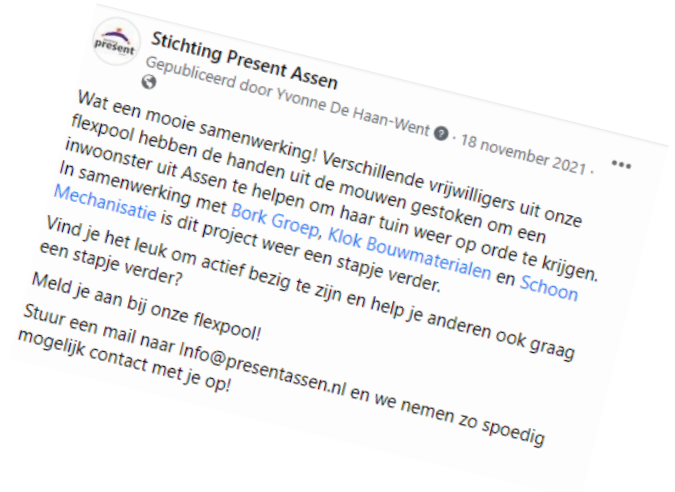 present
Stichting Present Assen
Gepubliceerd door Yvonne De Haan-Went · 18 november 2021 ·
Wat een mooie samenwerking! Verschillende vrijwilligers uit onze
flexpool hebben de handen uit de mouwen gestoken om een
inwoonster uit Assen te helpen om haar tuin weer op orde te krijgen.
In samenwerking met Bork Groep, Klok Bouwmaterialen en Schoon
Mechanisatie is dit project weer een stapje verder.
Vind je het leuk om actief bezig te zijn en help je anderen ook graag
een stapje verder?
Meld je aan bij onze flexpool!
Stuur een mail naar Info@presentassen.nl en we nemen zo spoedig
mogelijk contact met je op!